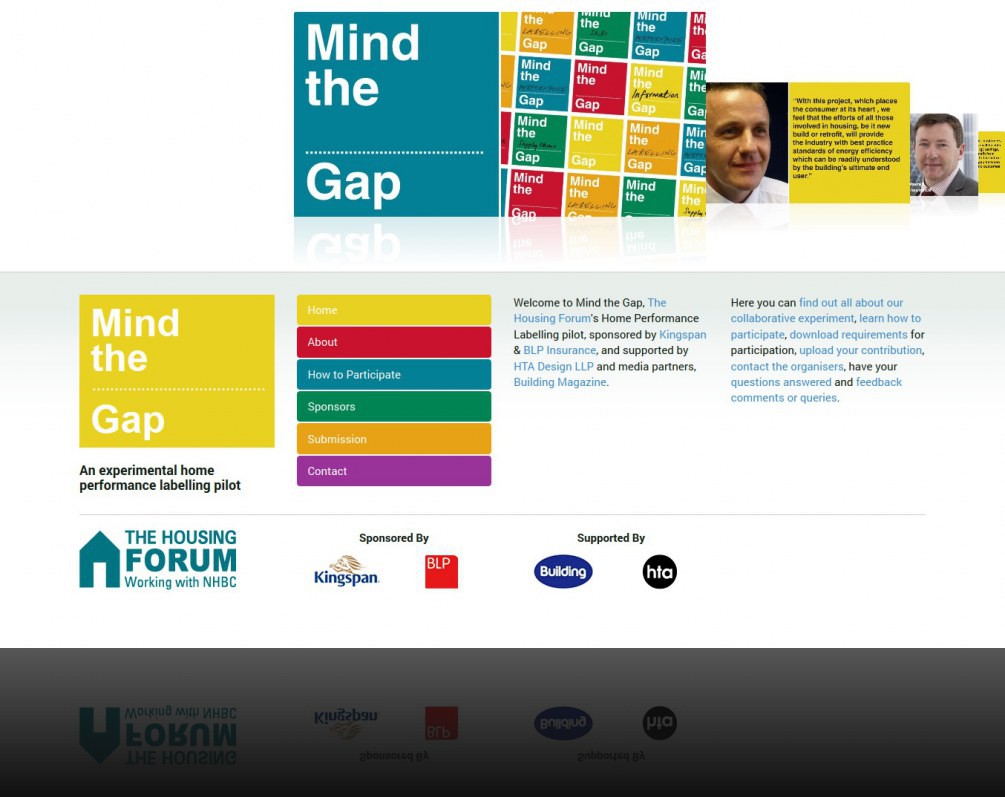 Mind
the
Gap
LABELLING
Gap
Gap
Gap
Mind
the
Gap
Mind
the
Gap
Mind
the
Information
Gap
Mind
the
Gap
Mind
the
Supply Chain
Gap
Mind
the
Gap
Mind
the
LABELLING
Gap
Mind
the
Gap
Mind
the
Gap
Mind
the
LABELLING
Gap
Mind
the
"With this project, which places
the consumer at its heart , we
feel that the efforts of all those
involved in housing, be it new
build or retrofit, will provide
the industry with best practice
standards of energy efficiency
which can be readily understood
by the building's ultimate end
user."
Mind
the
Gap
An experimental home
performance labelling pilot
Home
About
How to Participate
Sponsors
Submission
Contact
Welcome to Mind the Gap, The
Housing Forum's Home Performance
Labelling pilot, sponsored by Kingspan
& BLP Insurance, and supported by
HTA Design LLP and media partners,
Building Magazine.
Here you can find out all about our
collaborative experiment, learn how to
participate, download requirements for
participation, upload your contribution,
contact the organisers, have your
questions answered and feedback
comments or queries.
THE HOUSING
FORUM
Working with NHBC
Sponsored By
Kingspan
BLP
Supported By
Building
hta